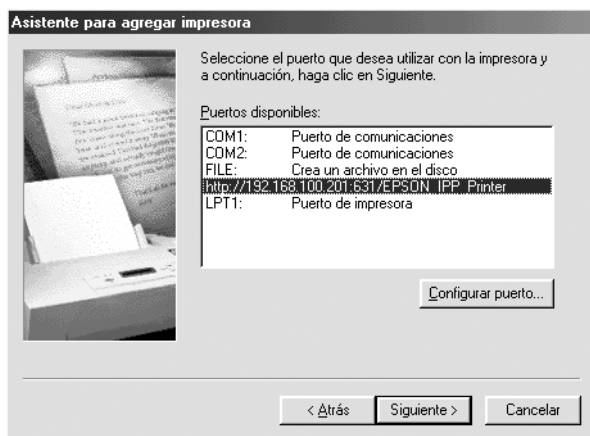 Asistente para agregar impresora
Seleccione el puerto que desea utilizar con la impresora y
a continuación, haga clic en Siguiente.
Puertos disponibles:
COM1: Puerto de comunicaciones
COM2: Puerto de comunicaciones
FILE: Crea un archivo en el disco
http://192.168.100.201:631/EPSON_IPP_Printer
LPT1: Puerto de impresora
Configurar puerto...
< Atrás Siguiente > Cancelar